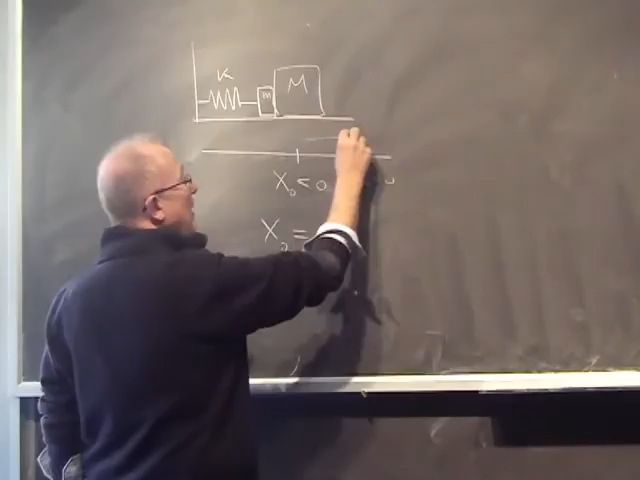 K
m M
X₀ < 0
X₀ =